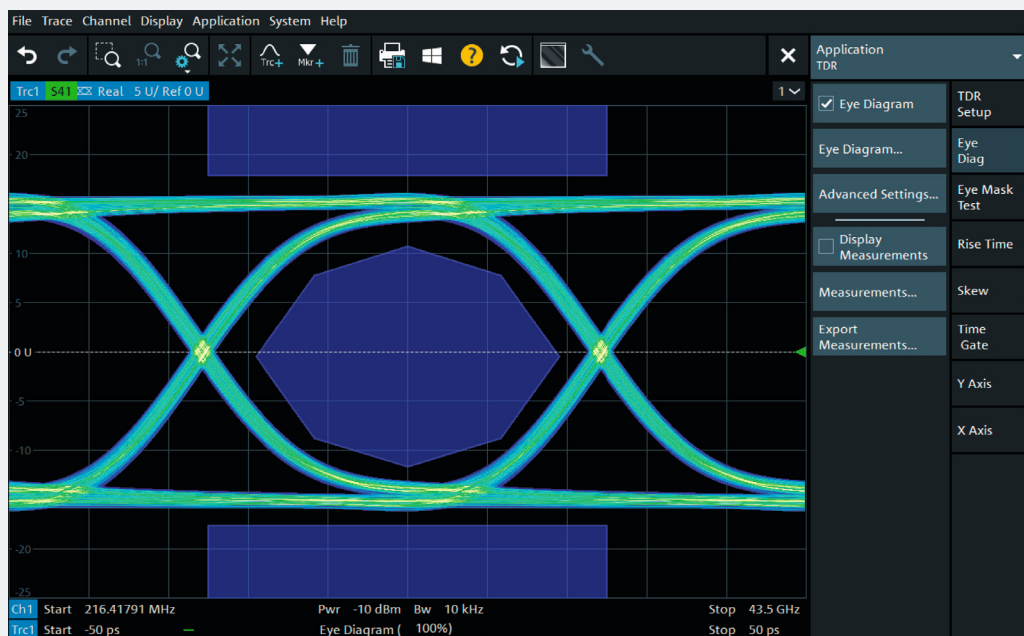 File Trace Channel Display Application System Help
1:1
Trc+
Mkr+
?
Application
TDR
Trc1 S41 Real 5 U/ Ref 0 U
1
25
20
10
5
0 U
-5
-10
-20
-25
Eye Diagram
Eye Diagram...
Advanced Settings...
Display
Measurements
Measurements...
Export
Measurements...
TDR
Setup
Eye
Diag
Eye Mask
Test
Rise Time
Skew
Time
Gate
Y Axis
X Axis
Ch1 Start 216.41791 MHz Pwr -10 dBm Bw 10 kHz Stop 43.5 GHz
Trc1 Start -50 ps Eye Diagram ( 100%) Stop 50 ps